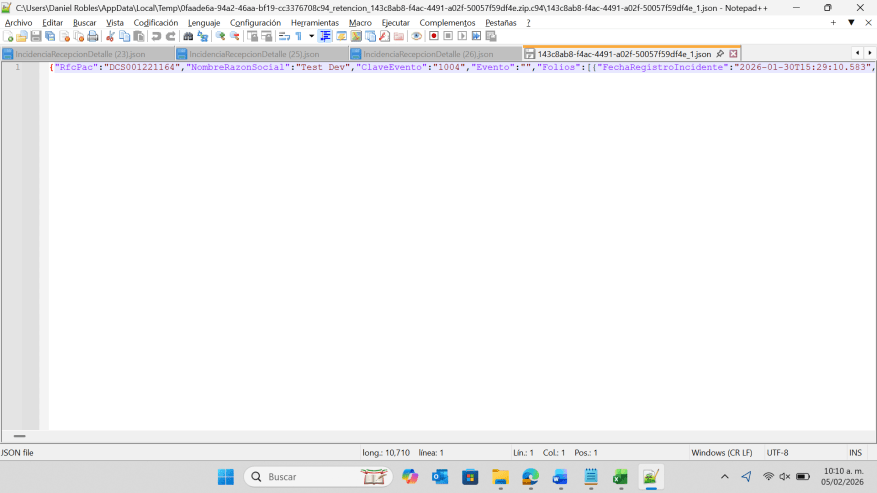 C:\Users\Daniel Robles\AppData\Local\Temp\0faade6a-94a2-46aa-bf19-cc3376708c94_retencion_143c8ab8-f4ac-4491-a02f-50057f59df4e.zip.c94\143c8ab8-f4ac-4491-a02f-50057f59df4e_1.json - Notepad++
Archivo Editar Buscar Vista Codificación Lenguaje Configuración Herramientas Macro Ejecutar Complementos Pestañas ?
IncidenciaRecepcionDetalle (23).json IncidenciaRecepcionDetalle (25).json IncidenciaRecepcionDetalle (26).json 143c8ab8-f4ac-4491-a02f-50057f59df4e_1.json
1 {"RfcPac":"DCS001221164","NombreRazonSocial":"Test Dev","ClaveEvento":"1004","Evento":"","Folios":[{"FechaRegistroIncidente":"2026-01-30T15:29:10.583",
JSON file long.: 10,710 línea: 1 Lín.: 1 Col.: 1 Pos.: 1 Windows (CR LF) UTF-8 INS
Buscar
10:10 a. m.
05/02/2026